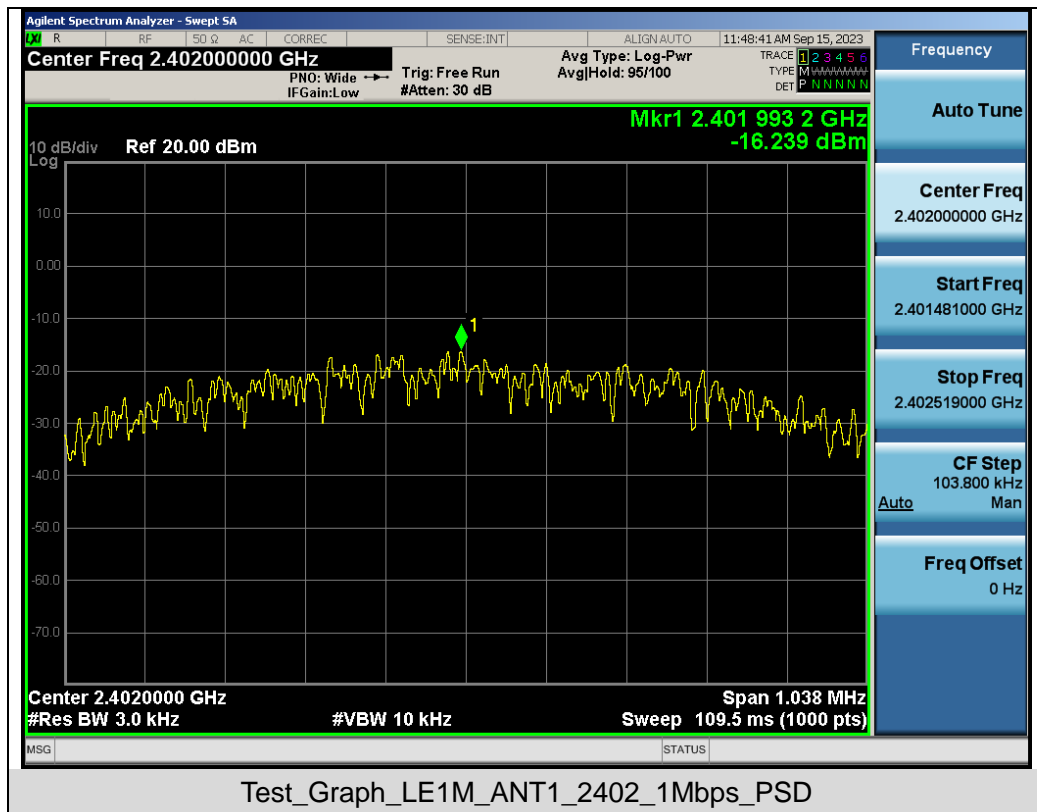 Agilent Spectrum Analyzer - Swept SA
LXI R RF 50 Ω AC CORREC SENSE:INT ALIGN AUTO 11:48:41 AM Sep 15, 2023
Center Freq 2.402000000 GHz
PNO: Wide
IFGain:Low
Trig: Free Run
#Atten: 30 dB
Avg Type: Log-Pwr
Avg|Hold: 95/100
TRACE 1 2 3 4 5 6
TYPE M WWWWW
DET P N N N N N
Mkr1 2.401 993 2 GHz
-16.239 dBm
10 dB/div Ref 20.00 dBm
Log
10.0
0.00
-10.0
-20.0
-30.0
-40.0
-50.0
-60.0
-70.0
1
Center 2.4020000 GHz Span 1.038 MHz
#Res BW 3.0 kHz #VBW 10 kHz Sweep 109.5 ms (1000 pts)
MSG STATUS
Frequency
Auto Tune
Center Freq
2.402000000 GHz
Start Freq
2.401481000 GHz
Stop Freq
2.402519000 GHz
CF Step
103.800 kHz
Auto Man
Freq Offset
0 Hz
Test_Graph_LE1M_ANT1_2402_1Mbps_PSD